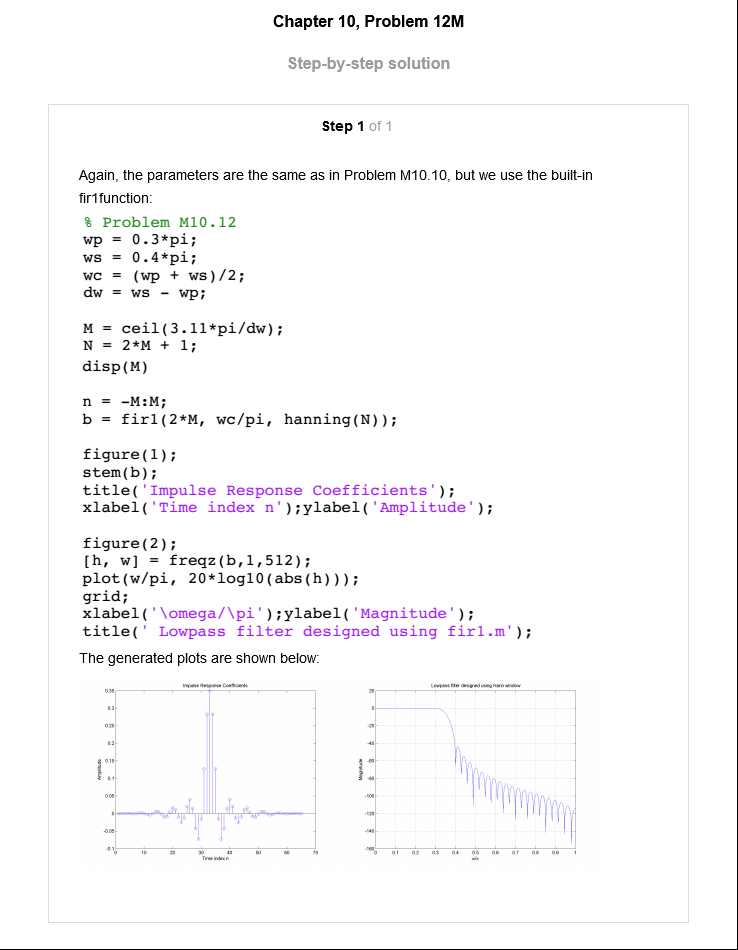 Chapter 10, Problem 12M
Step-by-step solution
Step 1 of 1
Again, the parameters are the same as in Problem M10.10, but we use the built-in
fir1function:
% Problem M10.12
wp = 0.3*pi;
ws = 0.4*pi;
wc = (wp + ws)/2;
dw = ws - wp;
M = ceil(3.11*pi/dw);
N = 2*M + 1;
disp(M)
n = -M:M;
b = fir1(2*M, wc/pi, hanning(N));
figure(1);
stem(b);
title('Impulse Response Coefficients');
xlabel('Time index n');ylabel('Amplitude');
figure(2);
[h, w] = freqz(b,1,512);
plot(w/pi, 20*log10(abs(h)));
grid;
xlabel('\omega/\pi');ylabel('Magnitude');
title(' Lowpass filter designed using fir1.m');
The generated plots are shown below:
Impulse Response Coefficients
0.35
0.3
0.25
0.2
0.15
0.1
0.05
0
-0.05
-0.1
Amplitude
0 10 20 30 40 50 60 70
Time index n
Lowpass filter designed using Hann window
20
0
-20
-40
-60
-80
-100
-120
-140
-160
Magnitude
0 0.1 0.2 0.3 0.4 0.5 0.6 0.7 0.8 0.9 1